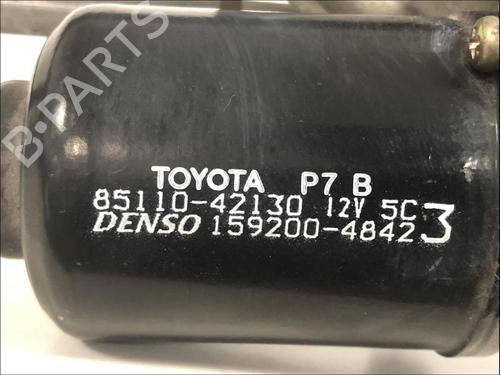 B-PARTS
TOYOTA P7 B
85110-42130 12V 5C
DENSO 159200-4842 3